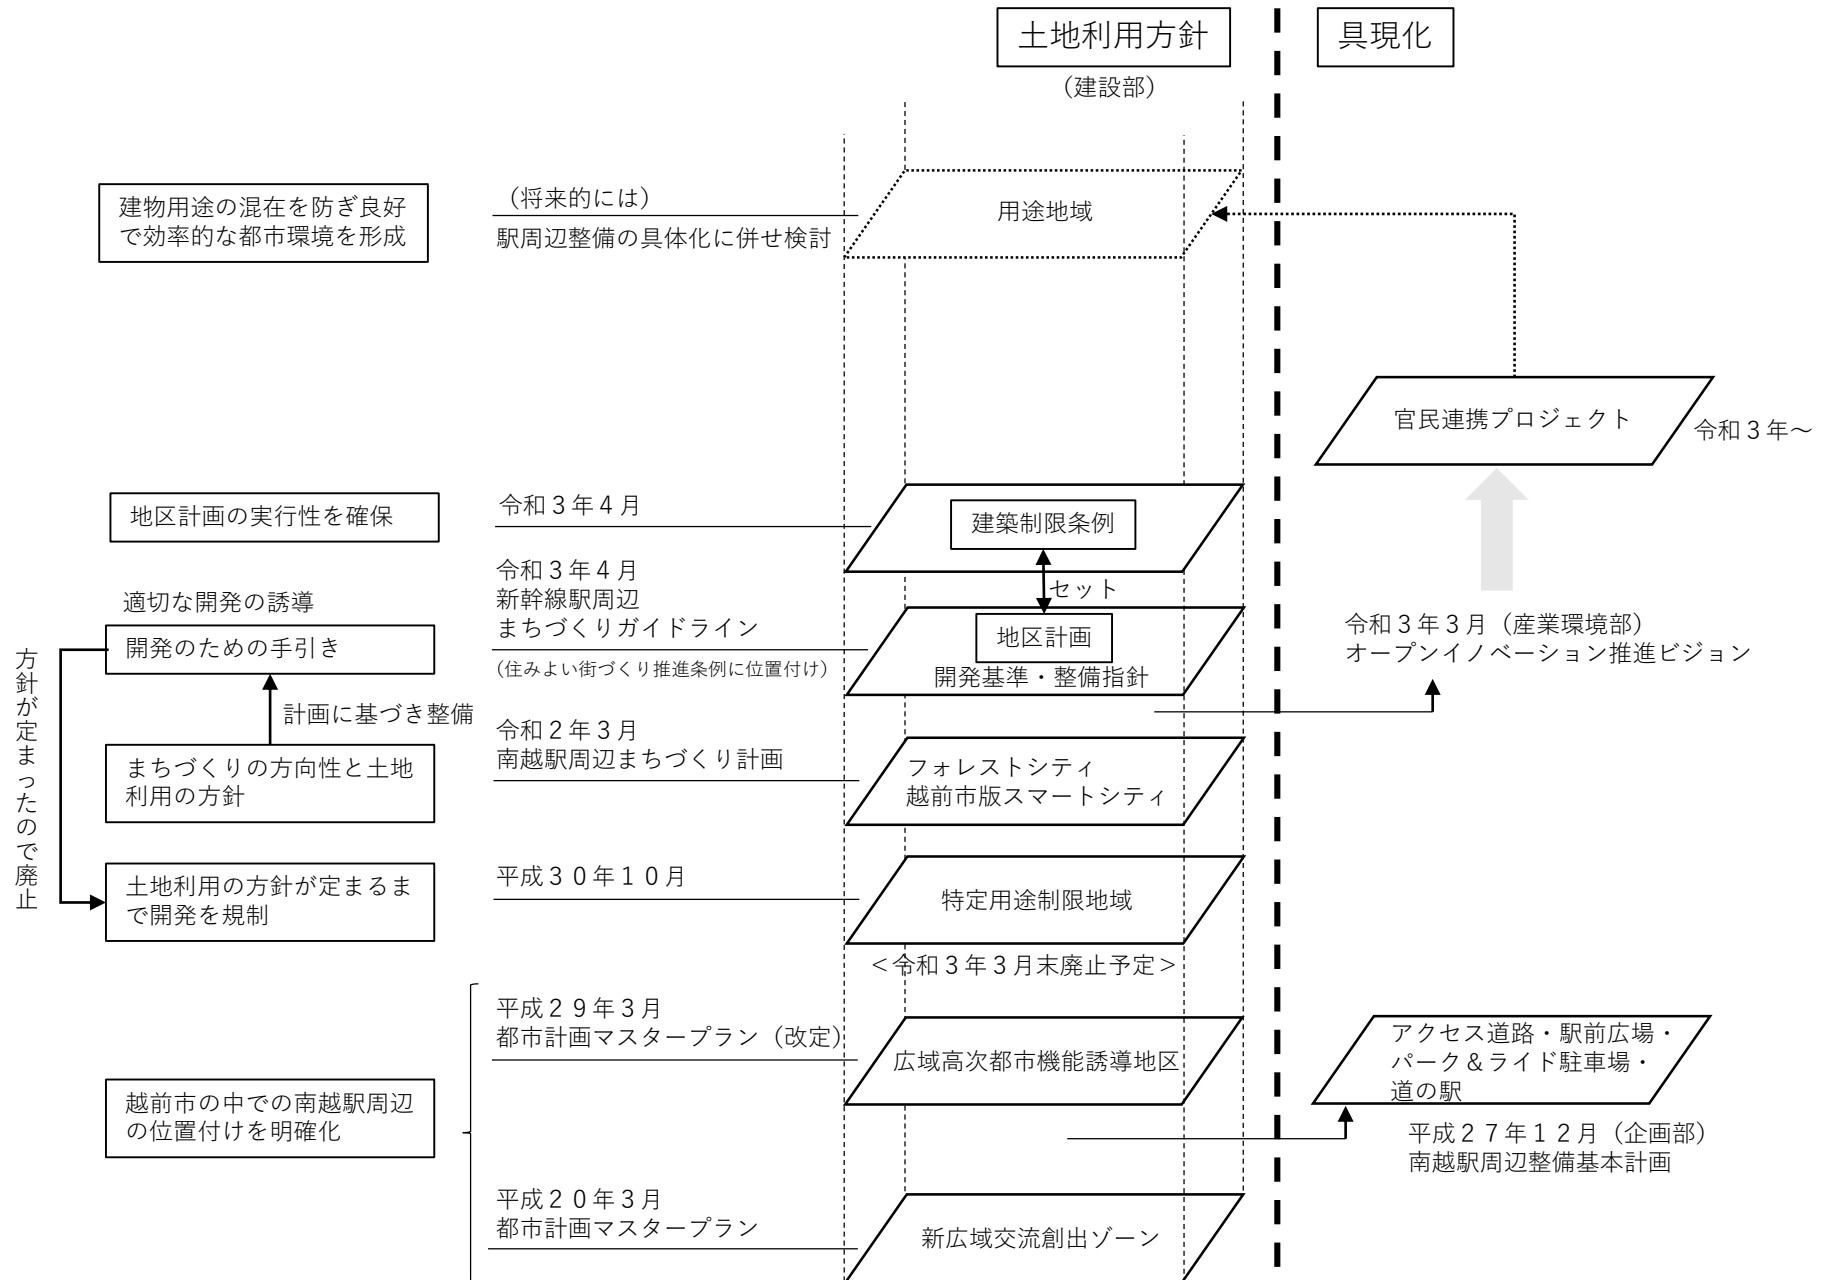 土地利用方針
(建設部)
具現化
建物用途の混在を防ぎ良好
で効率的な都市環境を形成
(将来的には)
駅周辺整備の具体化に併せ検討
用途地域
官民連携プロジェクト
令和3年～
地区計画の実行性を確保
令和3年4月
建築制限条例
セット
令和3年4月
新幹線駅周辺
まちづくりガイドライン
(住みよい街づくり推進条例に位置付け)
地区計画
開発基準・整備指針
適切な開発の誘導
開発のための手引き
計画に基づき整備
方針が定まったので廃止
令和3年3月(産業環境部)
オープンイノベーション推進ビジョン
まちづくりの方向性と土地
利用の方針
令和2年3月
南越駅周辺まちづくり計画
フォレストシティ
越前市版スマートシティ
土地利用の方針が定まるま
で開発を規制
平成30年10月
特定用途制限地域
＜令和3年3月末廃止予定＞
平成29年3月
都市計画マスタープラン(改定)
広域高次都市機能誘導地区
アクセス道路・駅前広場・
パーク＆ライド駐車場・
道の駅
平成27年12月(企画部)
南越駅周辺整備基本計画
越前市の中での南越駅周辺
の位置付けを明確化
平成20年3月
都市計画マスタープラン
新広域交流創出ゾーン